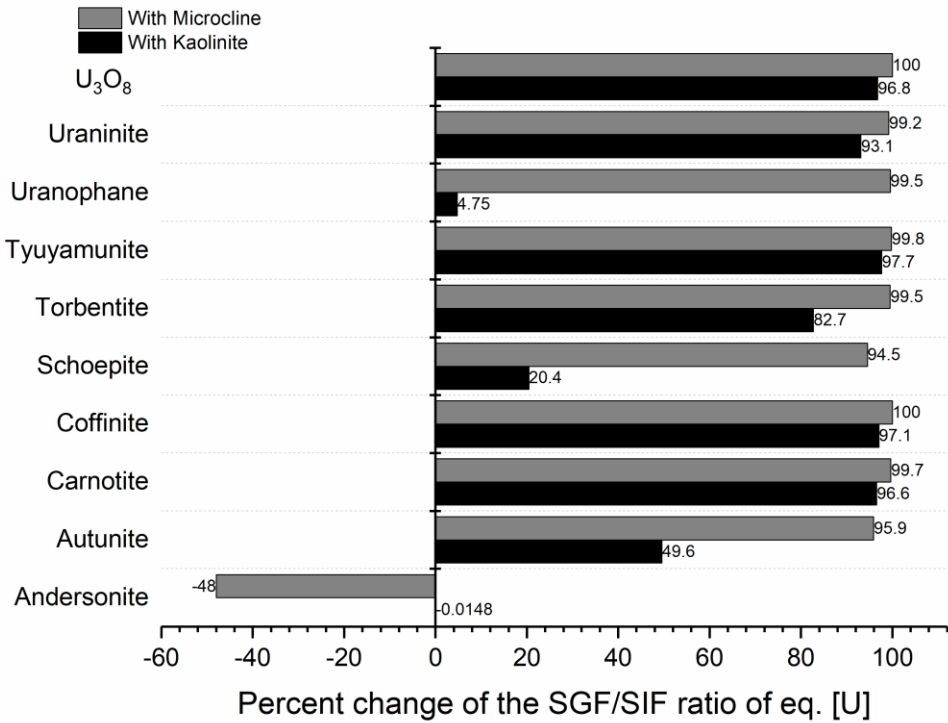 With Microcline
With Kaolinite
U₃O₈
100
96.8
Uraninite
99.2
93.1
Uranophane
99.5
4.75
Tyuyamunite
99.8
97.7
Torbentite
99.5
82.7
Schoepite
94.5
20.4
Coffinite
100
97.1
Carnotite
99.7
96.6
Autunite
95.9
49.6
Andersonite
-48
-0.0148
-60 -40 -20 0 20 40 60 80 100
Percent change of the SGF/SIF ratio of eq. [U]